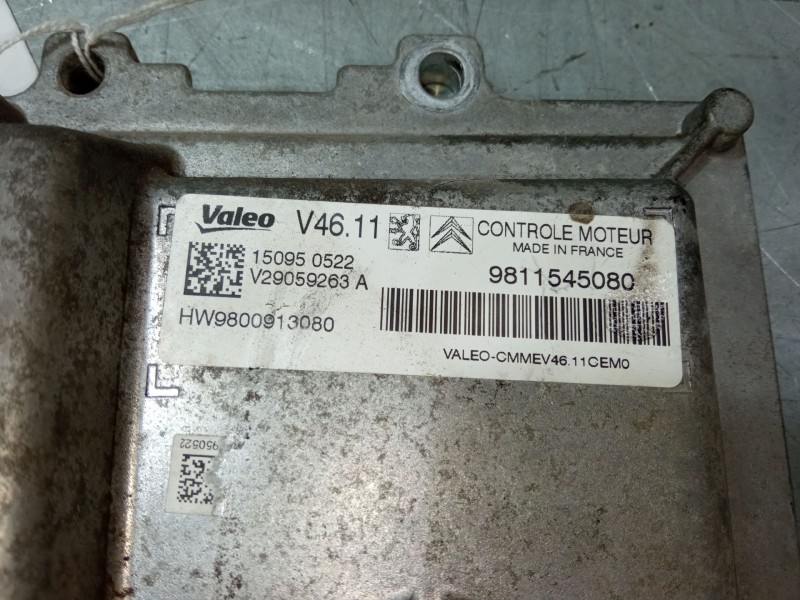 Valeo V46.11 CONTROLE MOTEUR
MADE IN FRANCE
15095 0522
V29059263 A
9811545080
HW9800913080
VALEO-CMMEV46.11CEM0
950522